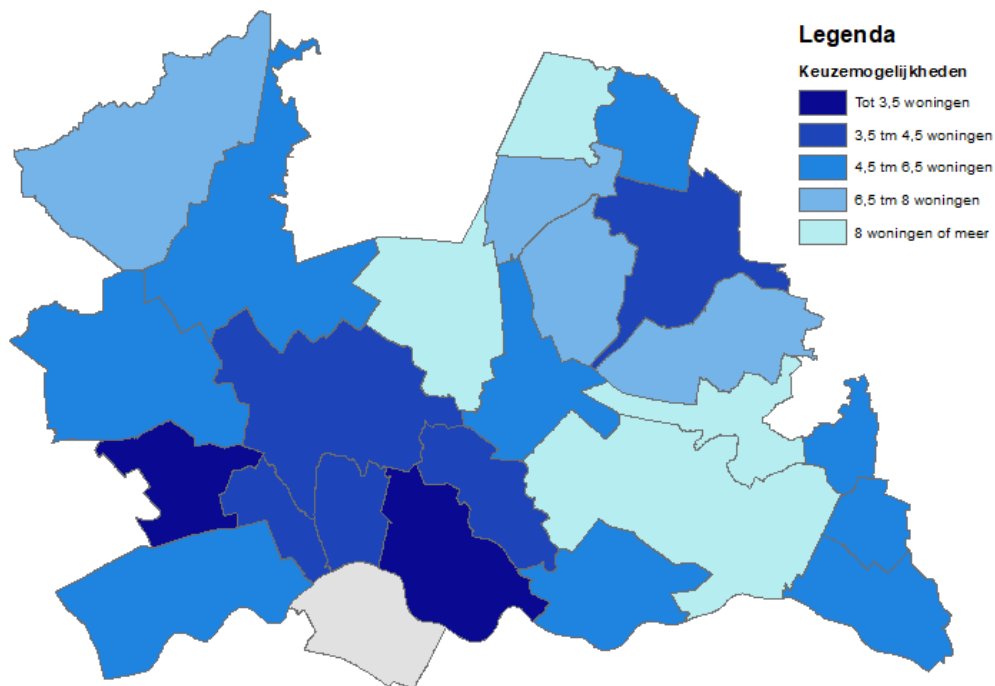 Legenda
Keuzemogelijkheden
Tot 3,5 woningen
3,5 tm 4,5 woningen
4,5 tm 6,5 woningen
6,5 tm 8 woningen
8 woningen of meer